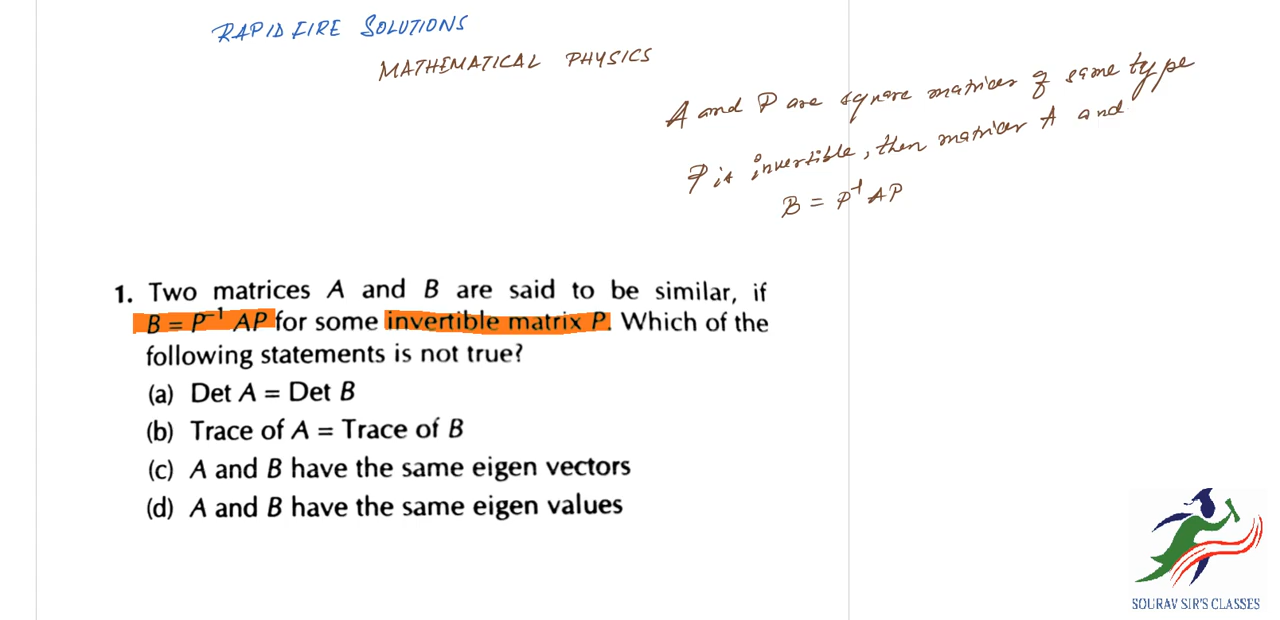 RAPID FIRE SOLUTIONS
MATHEMATICAL PHYSICS
A and P are square matrices of same type
P is invertible, then matrices A and
B = P⁻¹ AP
1. Two matrices A and B are said to be similar, if
B = P⁻¹ AP for some invertible matrix P. Which of the
following statements is not true?
(a) Det A = Det B
(b) Trace of A = Trace of B
(c) A and B have the same eigen vectors
(d) A and B have the same eigen values
SOURAV SIR'S CLASSES